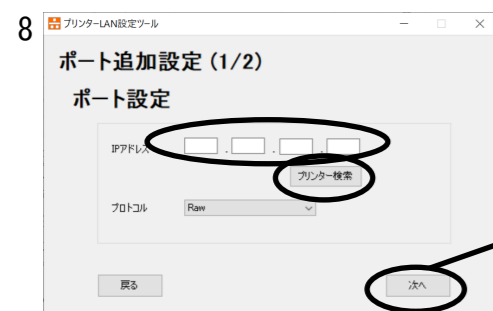 8
プリンターLAN設定ツール
ポート追加設定 (1/2)
ポート設定
IPアドレス
プリンター検索
プロトコル Raw
戻る 次へ